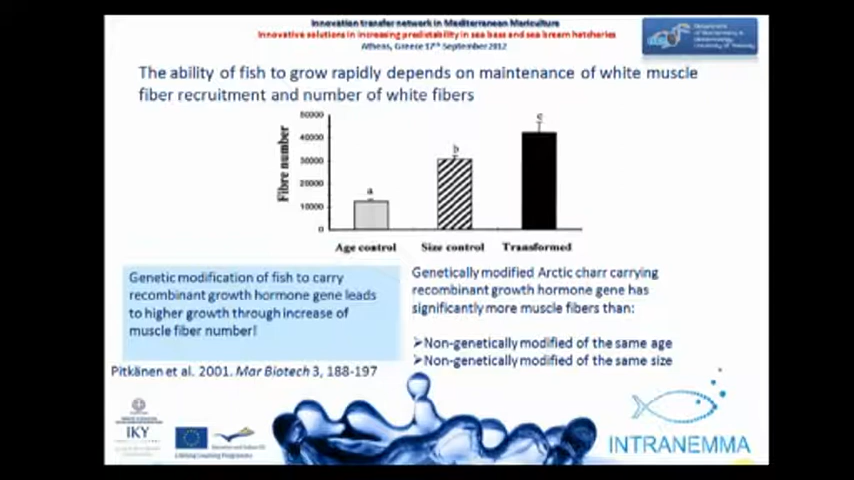 Innovation transfer network in Mediterranean Mariculture
Innovative solutions in increasing predictability in sea bass and sea bream hatcheries
Athens, Greece 17th September 2012
The ability of fish to grow rapidly depends on maintenance of white muscle
fiber recruitment and number of white fibers
Fibre number
50000
40000
30000
20000
10000
0
a
b
c
Age control
Size control
Transformed
Genetic modification of fish to carry
recombinant growth hormone gene leads
to higher growth through increase of
muscle fiber number!
Genetically modified Arctic charr carrying
recombinant growth hormone gene has
significantly more muscle fibers than:
➢Non-genetically modified of the same age
➢Non-genetically modified of the same size
Pitkänen et al. 2001. Mar Biotech 3, 188-197
IKY
Lifelong Learning Programme
INTRANEMMA